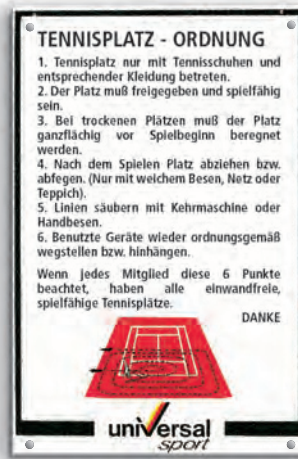 TENNISPLATZ - ORDNUNG
1. Tennisplatz nur mit Tennisschuhen und
entsprechender Kleidung betreten.
2. Der Platz muß freigegeben und spielfähig
sein.
3. Bei trockenen Plätzen muß der Platz
ganzflächig vor Spielbeginn beregnet
werden.
4. Nach dem Spielen Platz abziehen bzw.
abfegen. (Nur mit weichem Besen, Netz oder
Teppich).
5. Linien säubern mit Kehrmaschine oder
Handbesen.
6. Benutzte Geräte wieder ordnungsgemäß
wegstellen bzw. hinhängen.
Wenn jedes Mitglied diese 6 Punkte
beachtet, haben alle einwandfreie,
spielfähige Tennisplätze.
DANKE
universal
sport